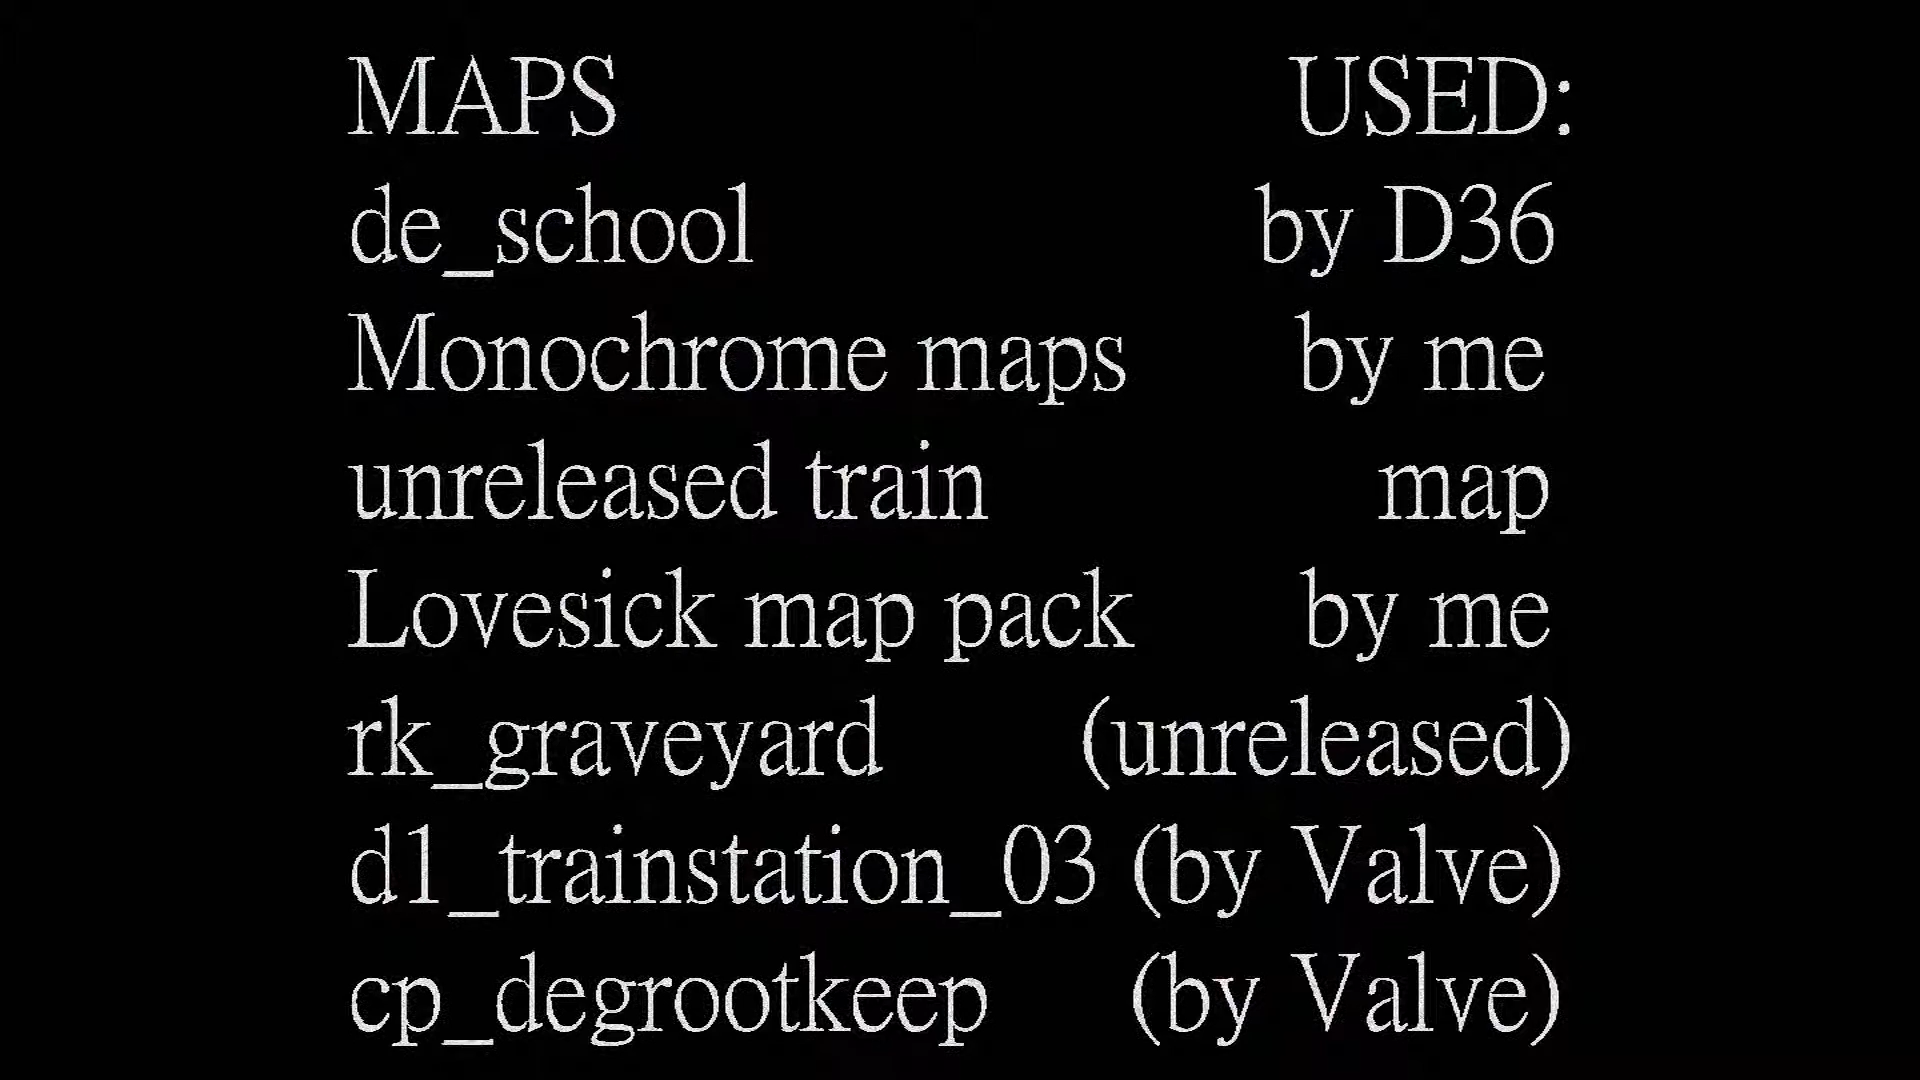 MAPS USED:
de_school by D36
Monochrome maps by me
unreleased train map
Lovesick map pack by me
rk_graveyard (unreleased)
d1_trainstation_03 (by Valve)
cp_degrootkeep (by Valve)